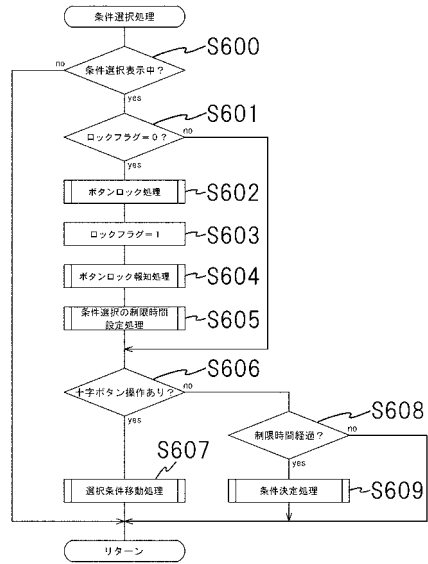 条件選択処理
S600
条件選択表示中？
no
yes
S601
ロックフラグ＝０？
no
yes
ボタンロック処理
S602
ロックフラグ＝１
S603
ボタンロック報知処理
S604
条件選択の制限時間
設定処理
S605
S606
十字ボタン操作あり？
no
yes
S608
制限時間経過？
no
yes
S607
選択条件移動処理
条件決定処理
S609
リターン